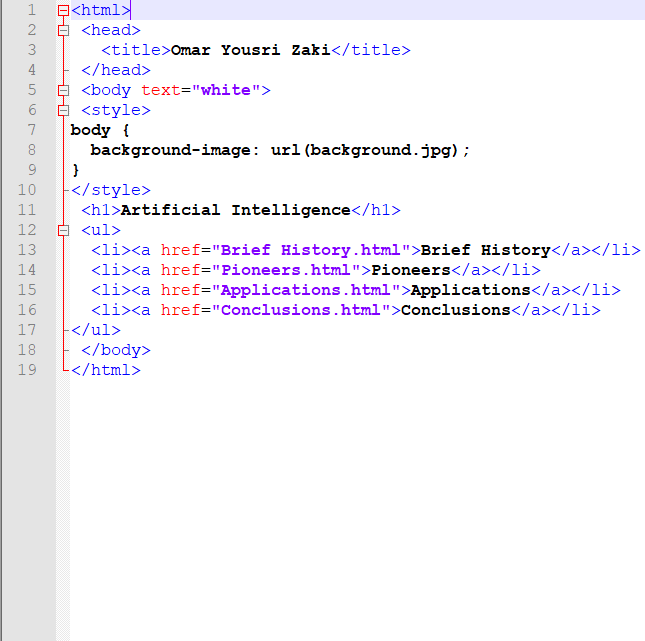 1 <html>
2 <head>
3 <title>Omar Yousri Zaki</title>
4 </head>
5 <body text="white">
6 <style>
7 body {
8 background-image: url(background.jpg);
9 }
10 </style>
11 <h1>Artificial Intelligence</h1>
12 <ul>
13 <li><a href="Brief History.html">Brief History</a></li>
14 <li><a href="Pioneers.html">Pioneers</a></li>
15 <li><a href="Applications.html">Applications</a></li>
16 <li><a href="Conclusions.html">Conclusions</a></li>
17 </ul>
18 </body>
19 </html>